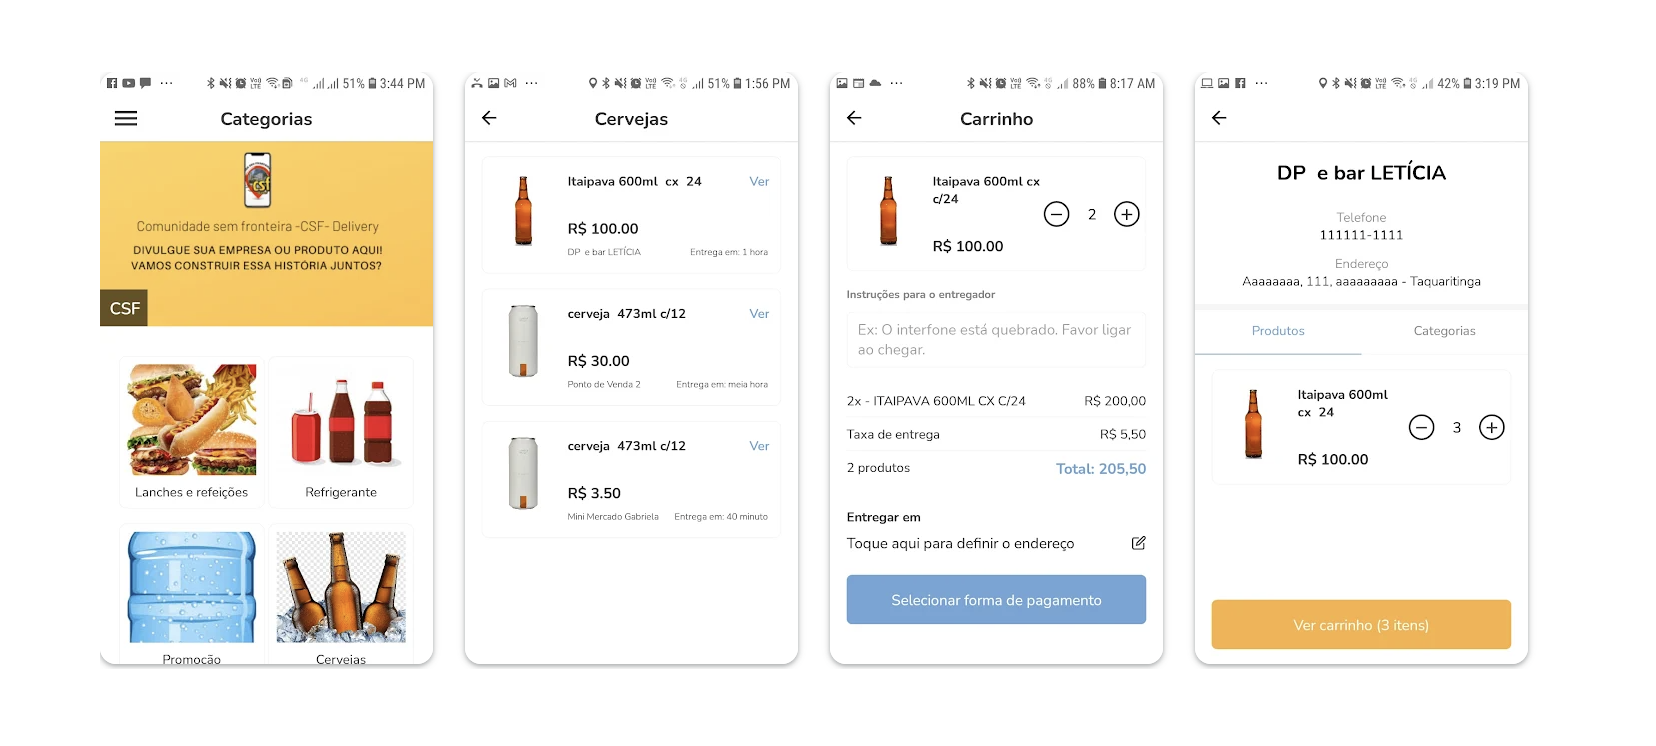 51% 3:44 PM
Categorias
csf
Comunidade sem fronteira -CSF- Delivery
DIVULGUE SUA EMPRESA OU PRODUTO AQUI!
VAMOS CONSTRUIR ESSA HISTÓRIA JUNTOS?
CSF
Lanches e refeições
Refrigerante
Promoção
Cervejas
51% 1:56 PM
Cervejas
Itaipava 600ml cx 24
Ver
R$ 100.00
DP e bar LETÍCIA
Entrega em: 1 hora
cerveja 473ml c/12
Ver
R$ 30.00
Ponto de Venda 2
Entrega em: meia hora
cerveja 473ml c/12
Ver
R$ 3.50
Mini Mercado Gabriela
Entrega em: 40 minuto
88% 8:17 AM
Carrinho
Itaipava 600ml cx
c/24
2
R$ 100.00
Instruções para o entregador
Ex: O interfone está quebrado. Favor ligar
ao chegar.
2x - ITAIPAVA 600ML CX C/24
R$ 200,00
Taxa de entrega
R$ 5,50
2 produtos
Total: 205,50
Entregar em
Toque aqui para definir o endereço
Selecionar forma de pagamento
42% 3:19 PM
DP e bar LETÍCIA
Telefone
111111-1111
Endereço
Aaaaaaaa, 111, aaaaaaaaa - Taquaritinga
Produtos
Categorias
Itaipava 600ml
cx 24
3
R$ 100.00
Ver carrinho (3 itens)